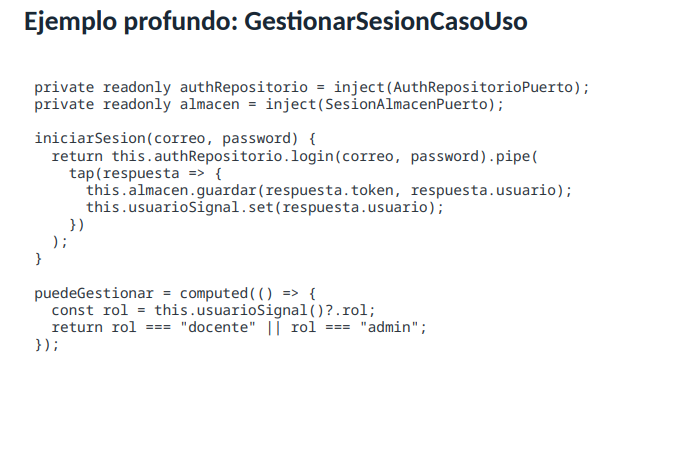 Ejemplo profundo: GestionarSesionCasoUso
private readonly authRepositorio = inject(AuthRepositorioPuerto);
private readonly almacen = inject(SesionAlmacenPuerto);
iniciarSesion(correo, password) {
  return this.authRepositorio.login(correo, password).pipe(
    tap(respuesta => {
      this.almacen.guardar(respuesta.token, respuesta.usuario);
      this.usuarioSignal.set(respuesta.usuario);
    })
  );
}
puedeGestionar = computed(() => {
  const rol = this.usuarioSignal()?.rol;
  return rol === "docente" || rol === "admin";
});